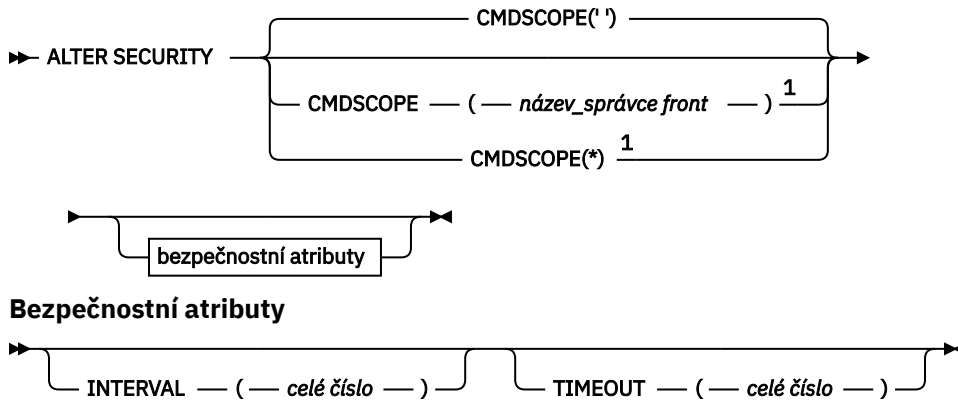 CMDSCOPE(' ')
ALTER SECURITY
CMDSCOPE ( název_správce front ) 1
CMDSCOPE(*) 1
bezpečnostní atributy
Bezpečnostní atributy
INTERVAL ( celé číslo ) TIMEOUT ( celé číslo )